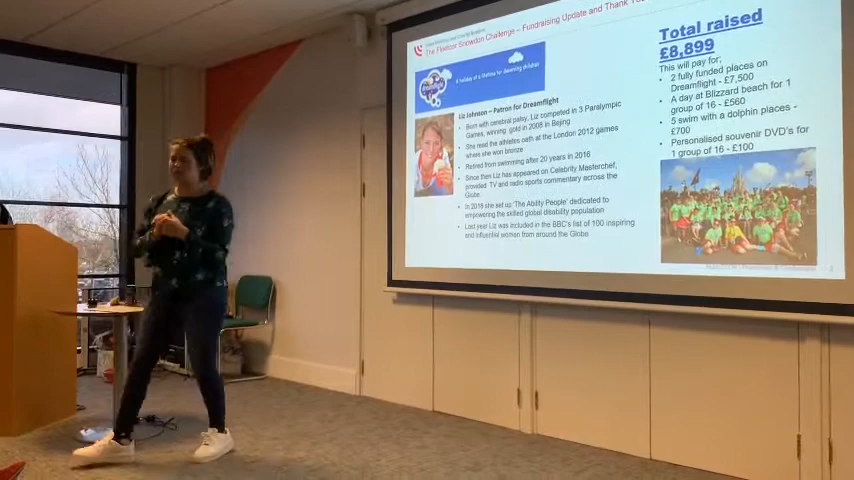 The Flexicar Snowdon Challenge – Fundraising Update and Thank You
A holiday of a lifetime for deserving children
Liz Johnson – Patron for Dreamflight
• Born with cerebral palsy, Liz competed in 3 Paralympic
Games, winning gold in 2008 in Beijing
• She read the athletes oath at the London 2012 games
where she won bronze
• Retired from swimming after 20 years in 2016
• Since then Liz has appeared on Celebrity Masterchef,
provided TV and radio sports commentary across the
Globe.
• In 2018 she set up 'The Ability People' dedicated to
empowering the skilled global disability population
• Last year Liz was included in the BBC's list of 100 inspiring
and influential women from around the Globe.
Total raised
£8,899
This will pay for:
• 2 fully funded places on
Dreamflight - £7,500
• A day at Blizzard beach for 1
group of 16 - £560
• 5 swim with a dolphin places -
£700
• Personalised souvenir DVD's for
1 group of 16 - £100